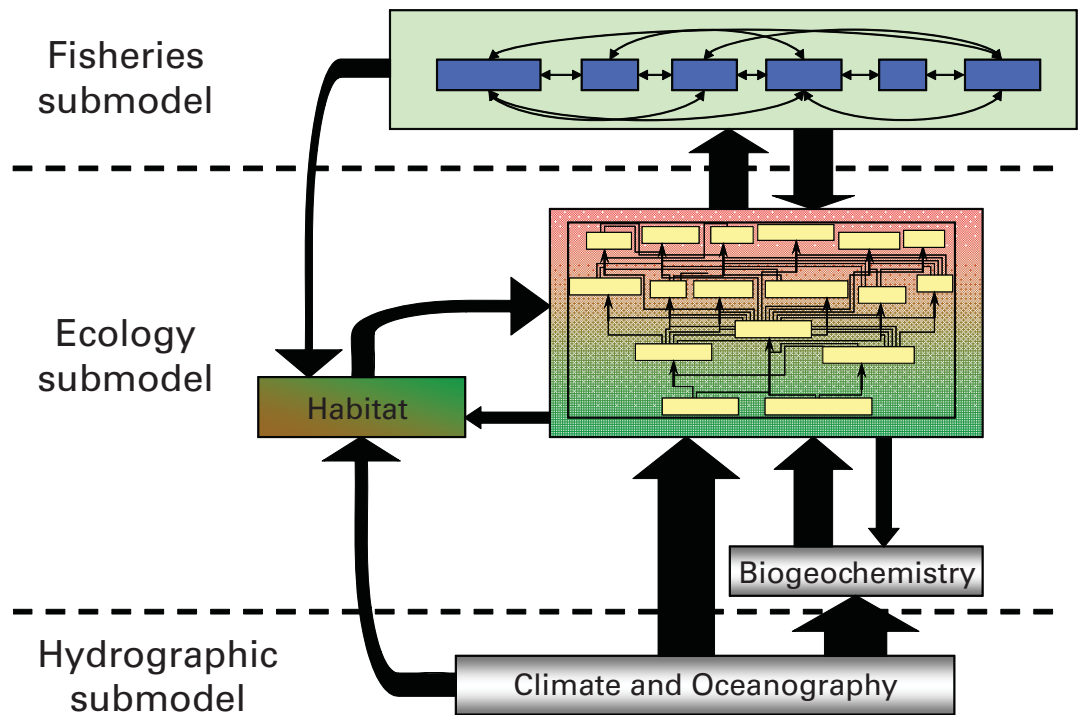 Fisheries
submodel
Ecology
submodel
Habitat
Biogeochemistry
Hydrographic
submodel
Climate and Oceanography